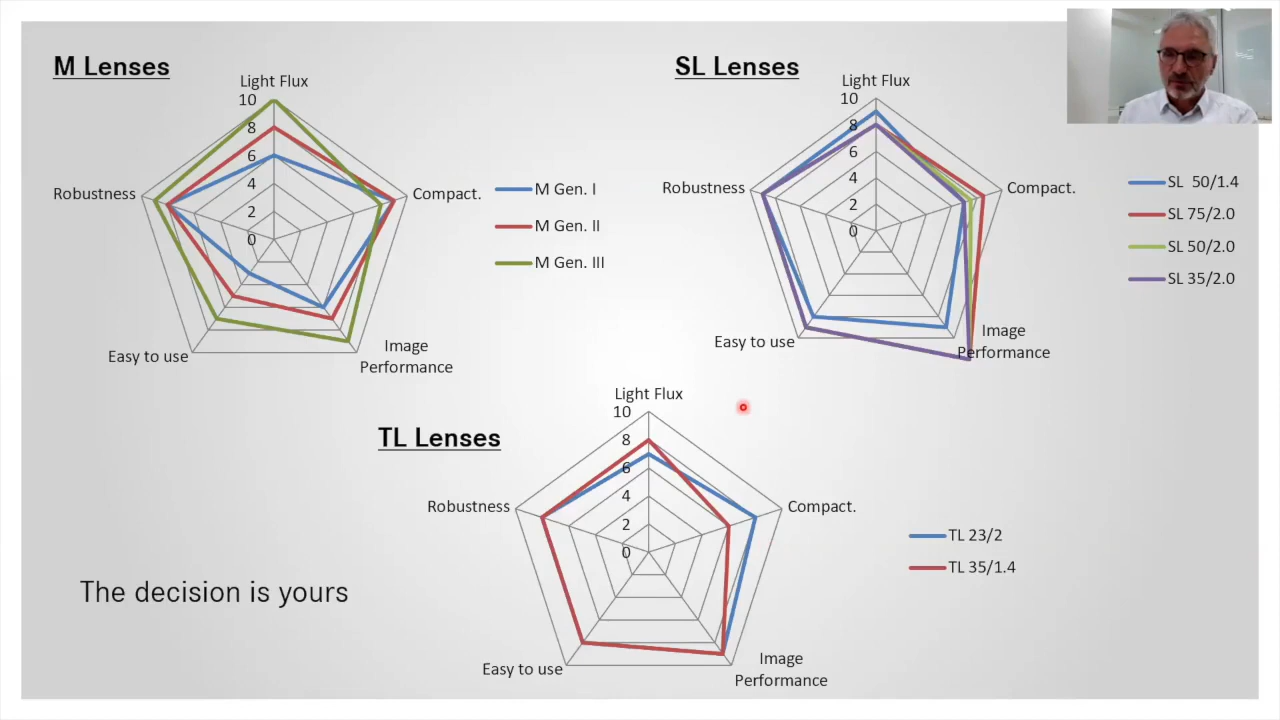 M Lenses
Light Flux
10
8
6
4
2
0
Robustness
Compact.
Easy to use
Image
Performance
M Gen. I
M Gen. II
M Gen. III
SL Lenses
Light Flux
10
8
6
4
2
0
Robustness
Compact.
Easy to use
Image
Performance
SL 50/1.4
SL 75/2.0
SL 50/2.0
SL 35/2.0
TL Lenses
Light Flux
10
8
6
4
2
0
Robustness
Compact.
Easy to use
Image
Performance
TL 23/2
TL 35/1.4
The decision is yours